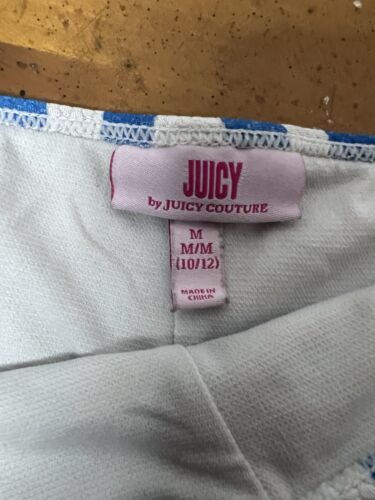 JUICY
by JUICY COUTURE
M
M/M
(10/12)
MADE IN
CHINA